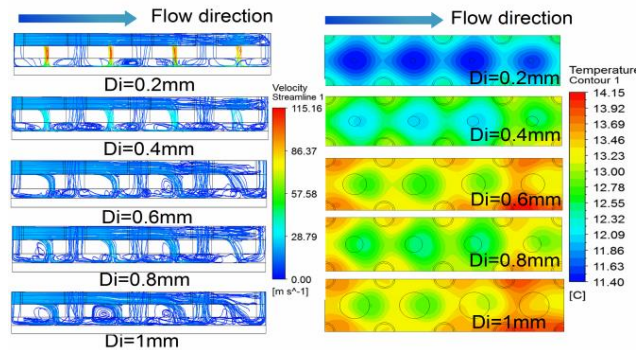 Flow direction
Di=0.2mm
Di=0.4mm
Di=0.6mm
Di=0.8mm
Di=1mm
Velocity
Streamline 1
115.16
86.37
57.58
28.79
0.00
[m s^-1]
Flow direction
Di=0.2mm
Di=0.4mm
Di=0.6mm
Di=0.8mm
Di=1mm
Temperature
Contour 1
14.15
13.92
13.69
13.46
13.23
13.00
12.78
12.55
12.32
12.09
11.86
11.63
11.40
[C]